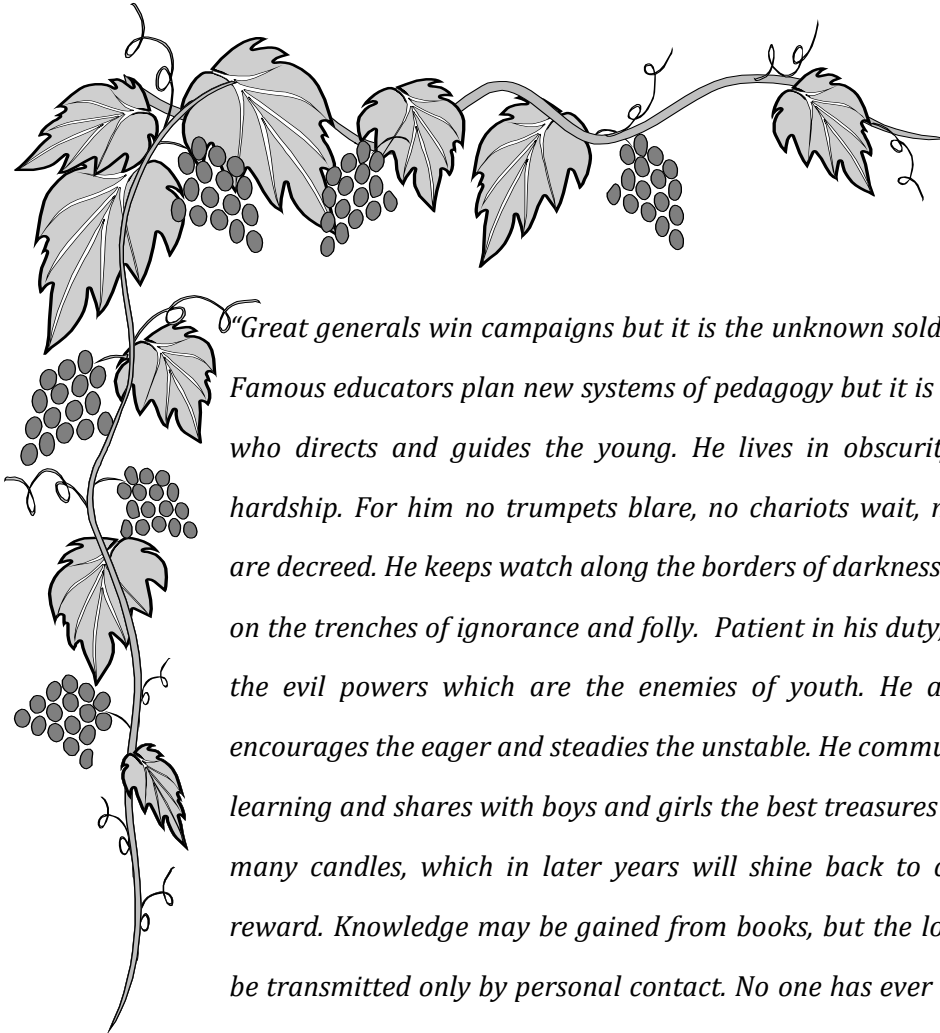 “Great generals win campaigns but it is the unknown
Famous educators plan new systems of pedagogy but it is
who directs and guides the young. He lives in
hardship. For him no trumpets blare, no chariots wait,
are decreed. He keeps watch along the borders of darkness
on the trenches of ignorance and folly. Patient in his duty,
the evil powers which are the enemies of youth. He
encourages the eager and steadies the unstable. He
learning and shares with boys and girls the best treasures
many candles, which in later years will shine back to
reward. Knowledge may be gained from books, but the
be transmitted only by personal contact. No one has ever